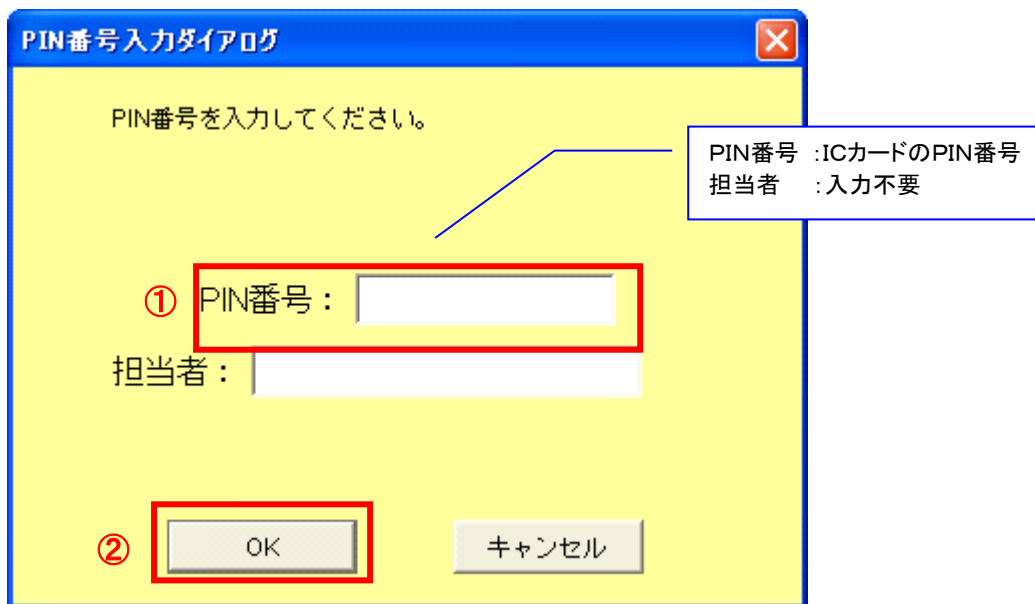 PIN番号入力ダイアログ
PIN番号を入力してください。
PIN番号 :ICカードのPIN番号
担当者 :入力不要
① PIN番号：
担当者：
② OK キャンセル